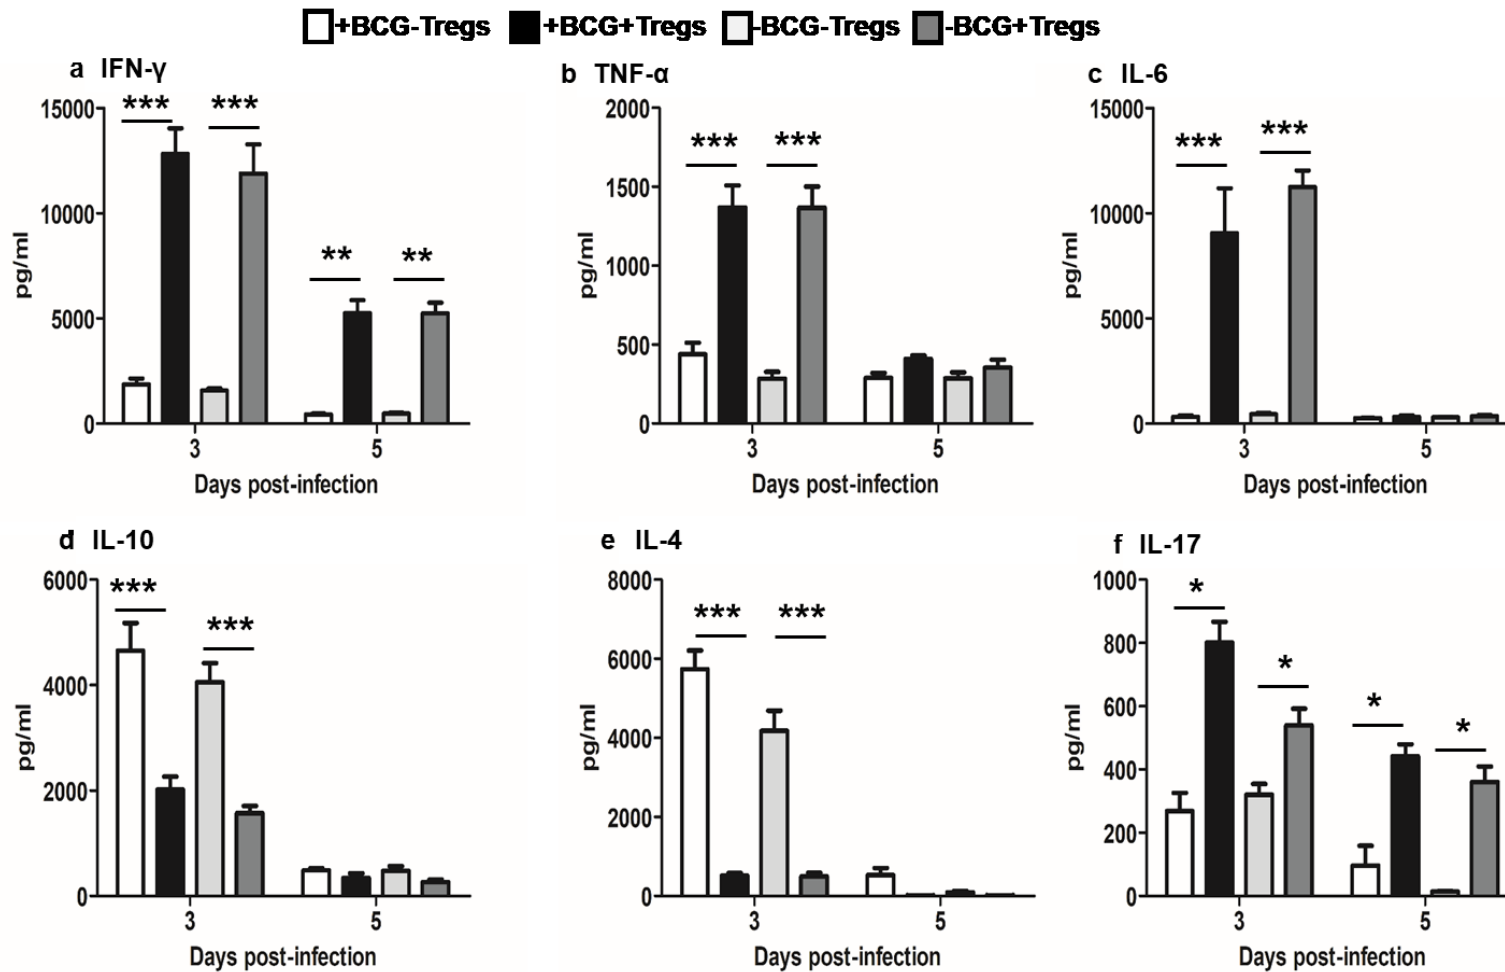 +BCG-Tregs +BCG+Tregs -BCG-Tregs -BCG+Tregs
a IFN-γ
15000
10000
5000
0
pg/ml
*** ***
** **
3 5
Days post-infection
b TNF-α
2000
1500
1000
500
0
pg/ml
*** ***
3 5
Days post-infection
c IL-6
15000
10000
5000
0
pg/ml
*** ***
3 5
Days post-infection
d IL-10
6000
4000
2000
0
pg/ml
*** ***
3 5
Days post-infection
e IL-4
8000
6000
4000
2000
0
pg/ml
*** ***
3 5
Days post-infection
f IL-17
1000
800
600
400
200
0
pg/ml
* *
* *
3 5
Days post-infection